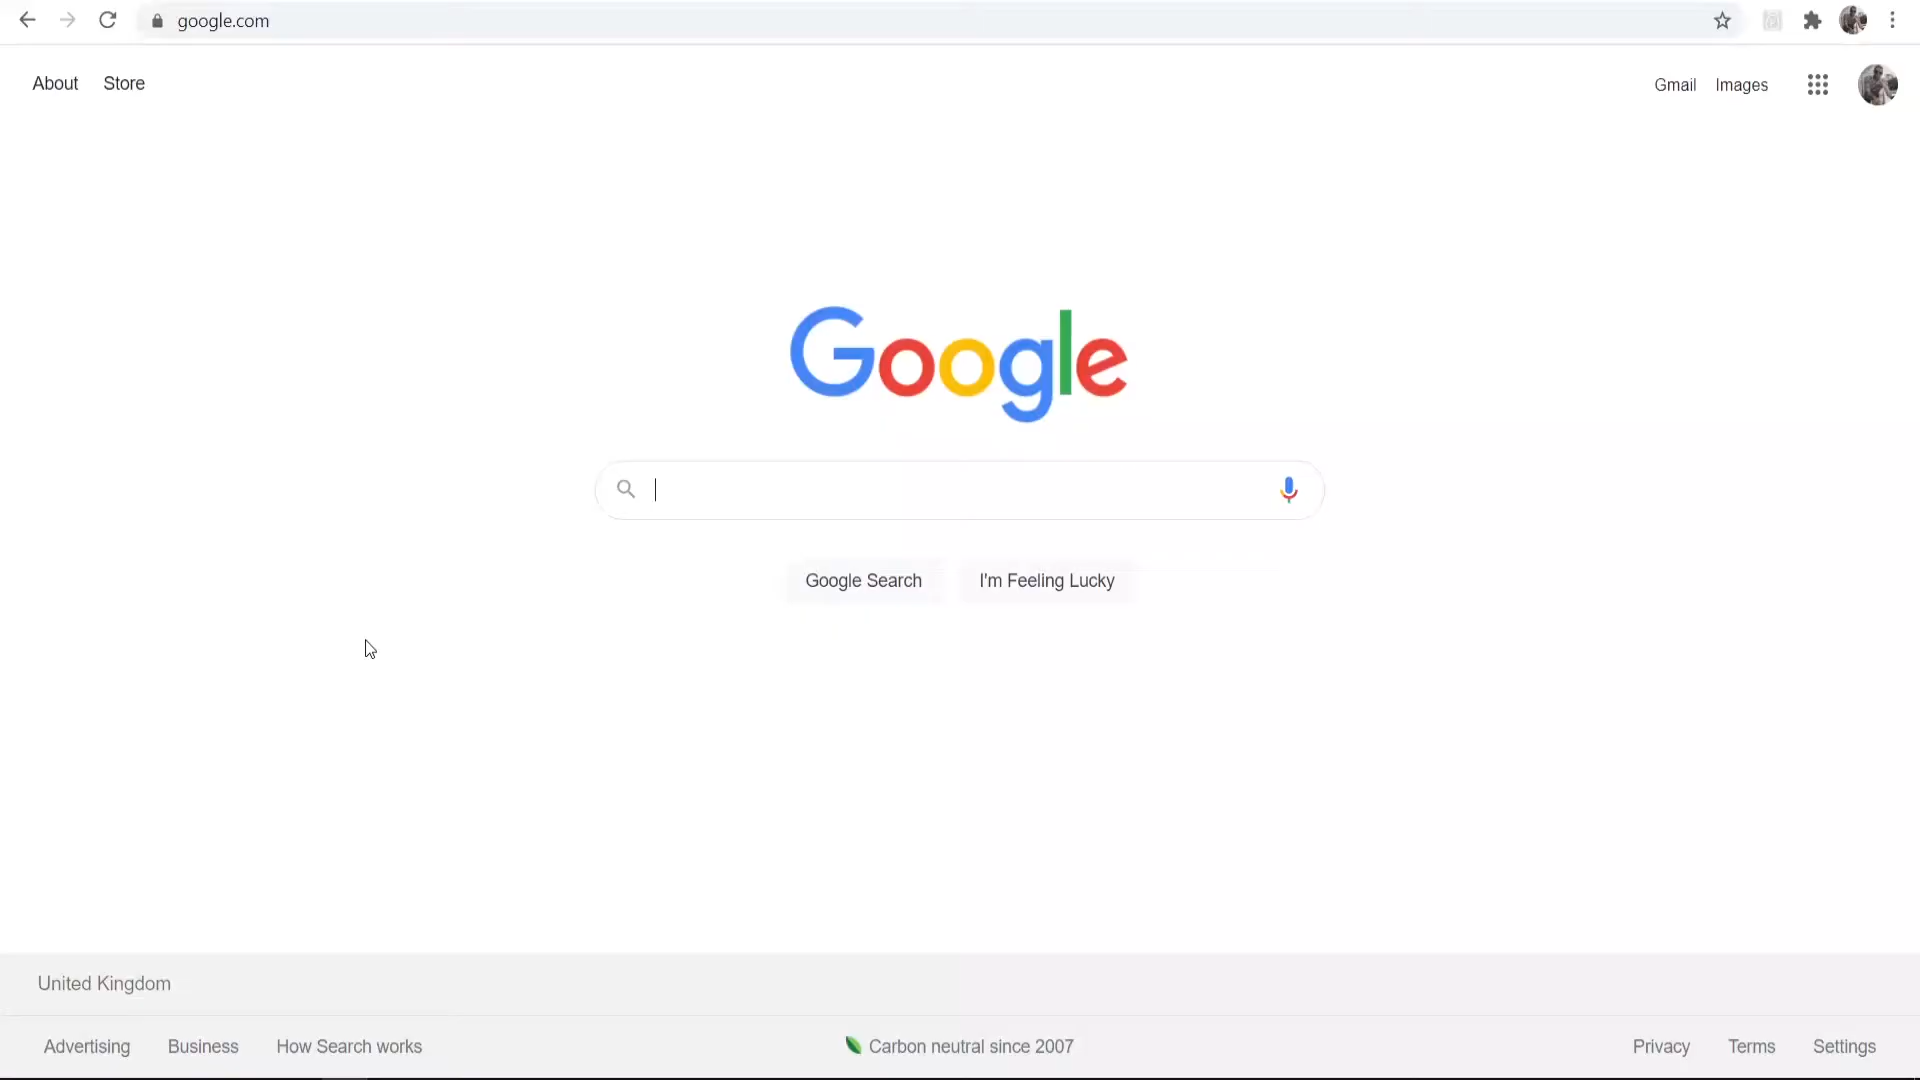 google.com
About Store
Gmail Images
Google
Google Search I'm Feeling Lucky
United Kingdom
Advertising Business How Search works Carbon neutral since 2007 Privacy Terms Settings